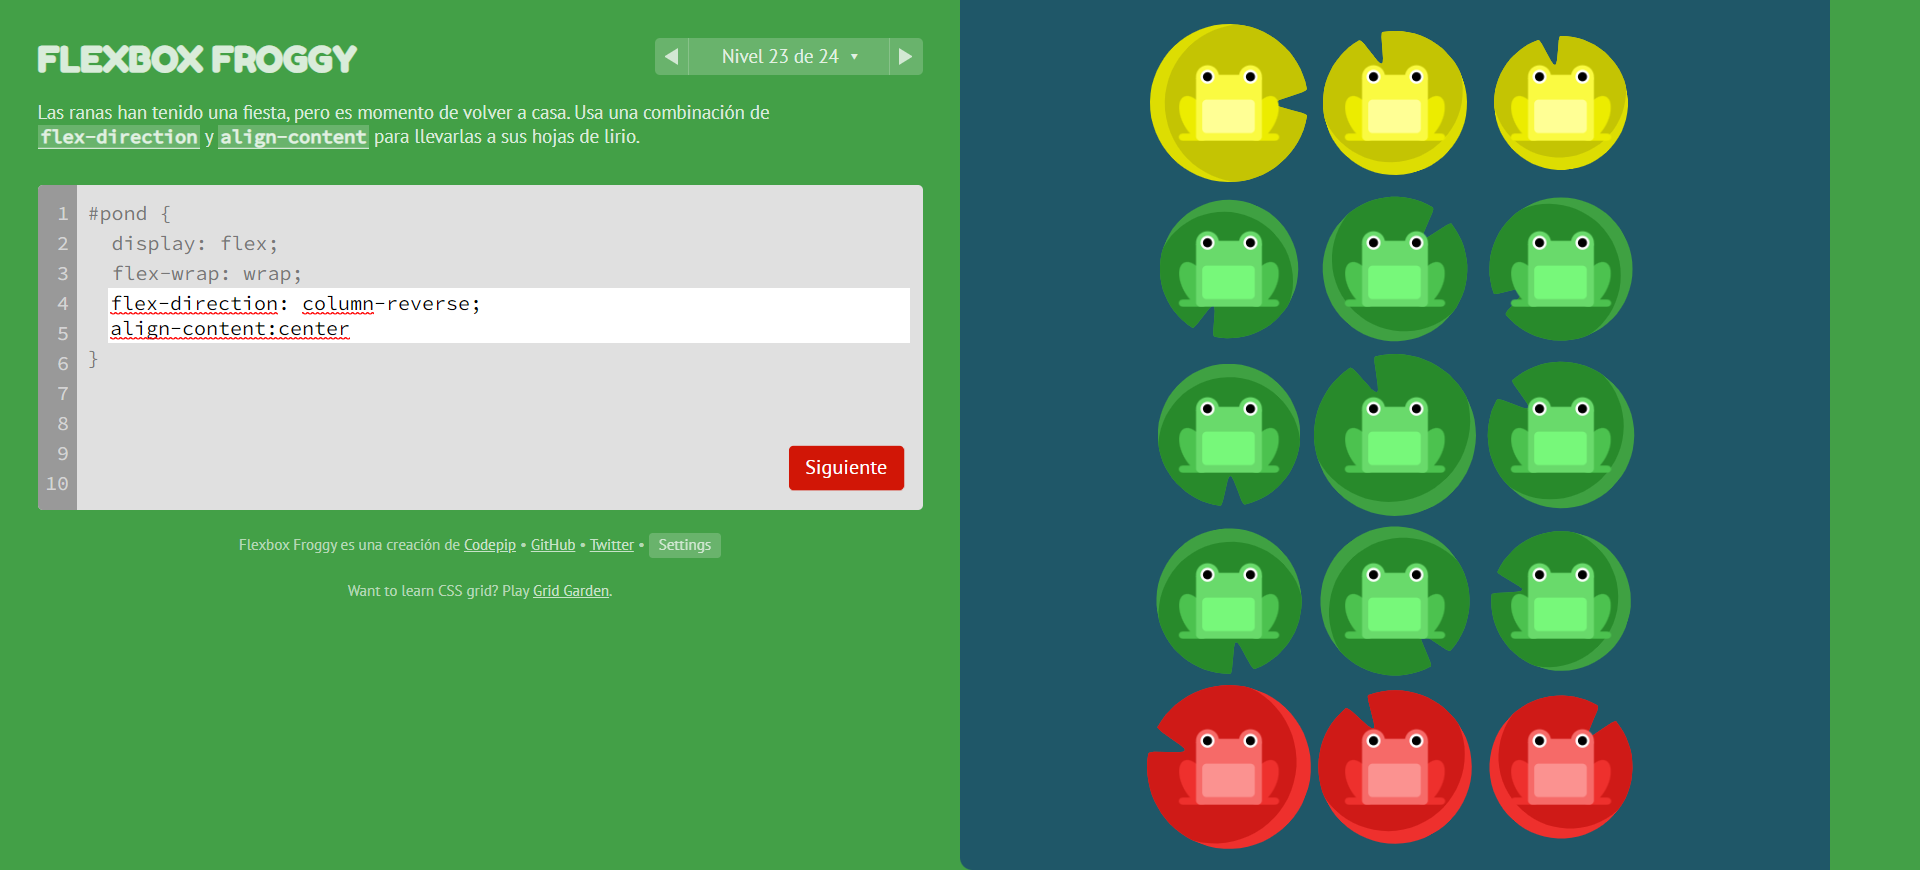 FLEXBOX FROGGY
◀ Nivel 23 de 24 ▾ ▶
Las ranas han tenido una fiesta, pero es momento de volver a casa. Usa una combinación de
flex-direction y align-content para llevarlas a sus hojas de lirio.
1 #pond {
2 display: flex;
3 flex-wrap: wrap;
4 flex-direction: column-reverse;
5 align-content:center
6 }
7
8
9
10
Siguiente
Flexbox Froggy es una creación de Codepip • GitHub • Twitter • Settings
Want to learn CSS grid? Play Grid Garden.